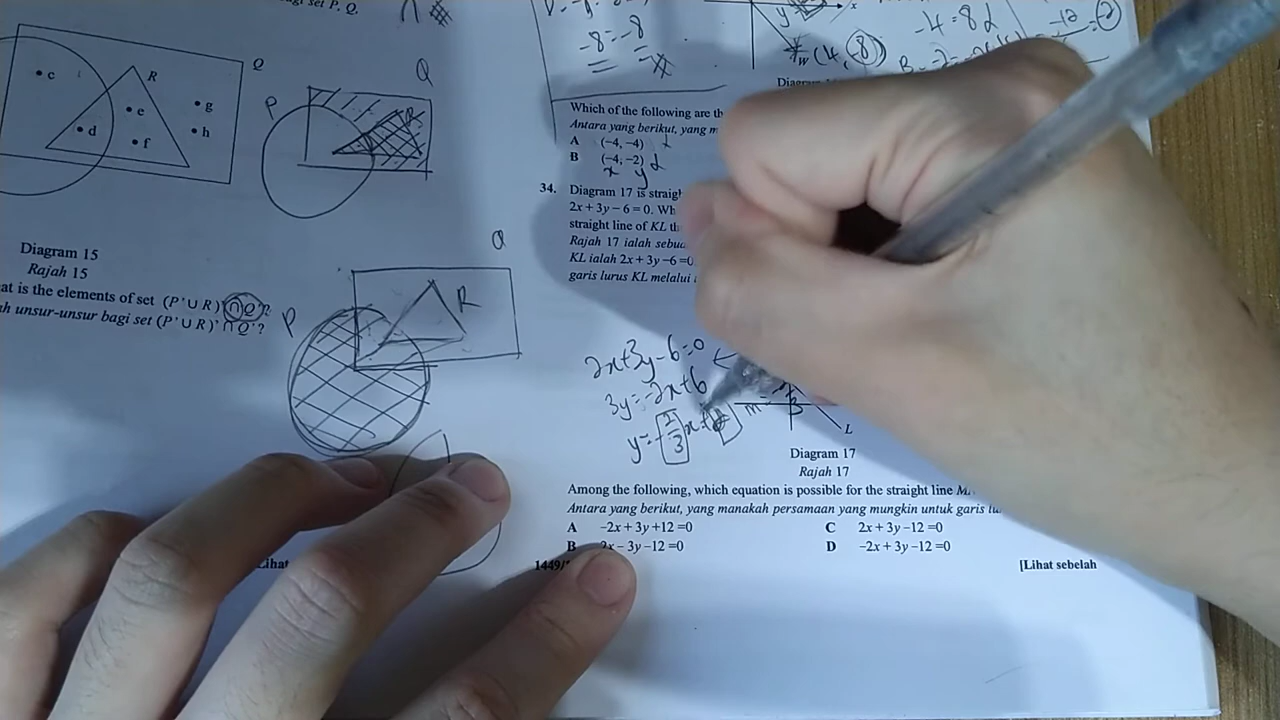 set P, Q.
Q
R
• c
• e
• d
• f
• g
• h
P
Q
R
Diagram 15
Rajah 15
at is the elements of set (P' ∪ R)' ∩ Q'?
h unsur-unsur bagi set (P' ∪ R)' ∩ Q'?
P
Q
R
-8 = -8
y
x
W (4, 8)
-4 = 8
Which of the following are th
Antara yang berikut, yang m
A (–4, –4)
B (–4, –2)
x y
34. Diagram 17 is straigh
2x + 3y – 6 = 0. Wh
straight line of KL th
Rajah 17 ialah sebua
KL ialah 2x + 3y –6 =0
garis lurus KL melalui
2x+3y-6=0
3y=-2x+6
y=-2/3x+2
m=
L
Diagram 17
Rajah 17
Among the following, which equation is possible for the straight line
Antara yang berikut, yang manakah persamaan yang mungkin untuk garis
A –2x + 3y +12 =0
B 2x – 3y –12 =0
C 2x + 3y –12 =0
D –2x + 3y –12 =0
1449/
[Lihat sebelah